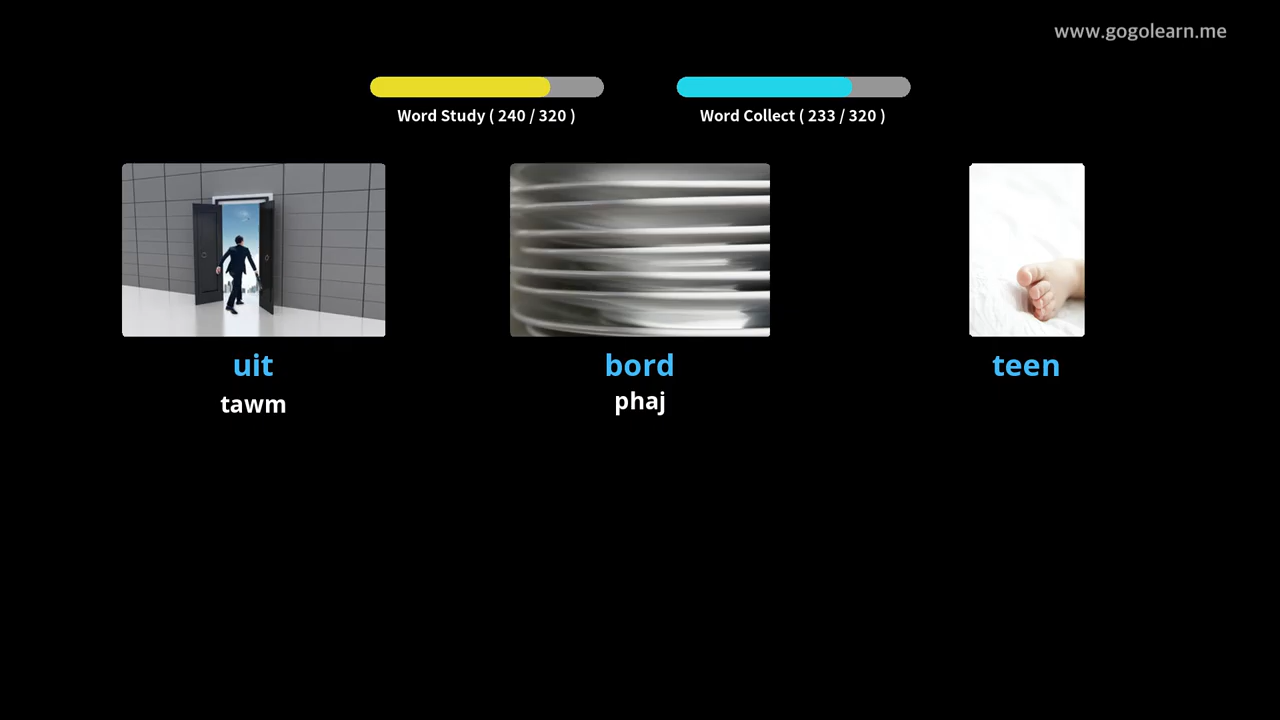 www.gogolearn.me
Word Study ( 240 / 320 )
Word Collect ( 233 / 320 )
uit
bord
teen
tawm
phaj